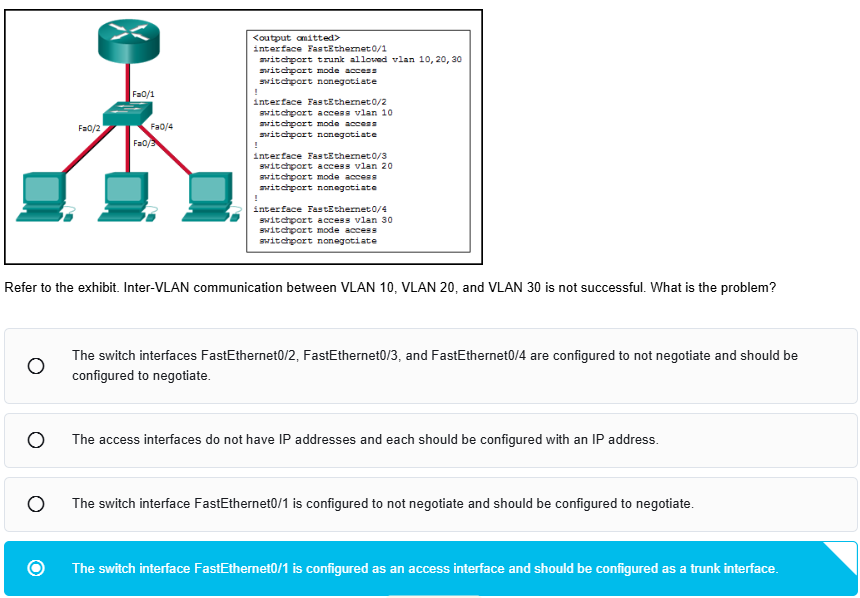 <output omitted>
interface FastEthernet0/1
switchport trunk allowed vlan 10,20,30
switchport mode access
switchport nonegotiate
!
interface FastEthernet0/2
switchport access vlan 10
switchport mode access
switchport nonegotiate
!
interface FastEthernet0/3
switchport access vlan 20
switchport mode access
switchport nonegotiate
!
interface FastEthernet0/4
switchport access vlan 30
switchport mode access
switchport nonegotiate
Fa0/1
Fa0/2
Fa0/4
Fa0/3
Refer to the exhibit. Inter-VLAN communication between VLAN 10, VLAN 20, and VLAN 30 is not successful. What is the problem?
The switch interfaces FastEthernet0/2, FastEthernet0/3, and FastEthernet0/4 are configured to not negotiate and should be
configured to negotiate.
The access interfaces do not have IP addresses and each should be configured with an IP address.
The switch interface FastEthernet0/1 is configured to not negotiate and should be configured to negotiate.
The switch interface FastEthernet0/1 is configured as an access interface and should be configured as a trunk interface.